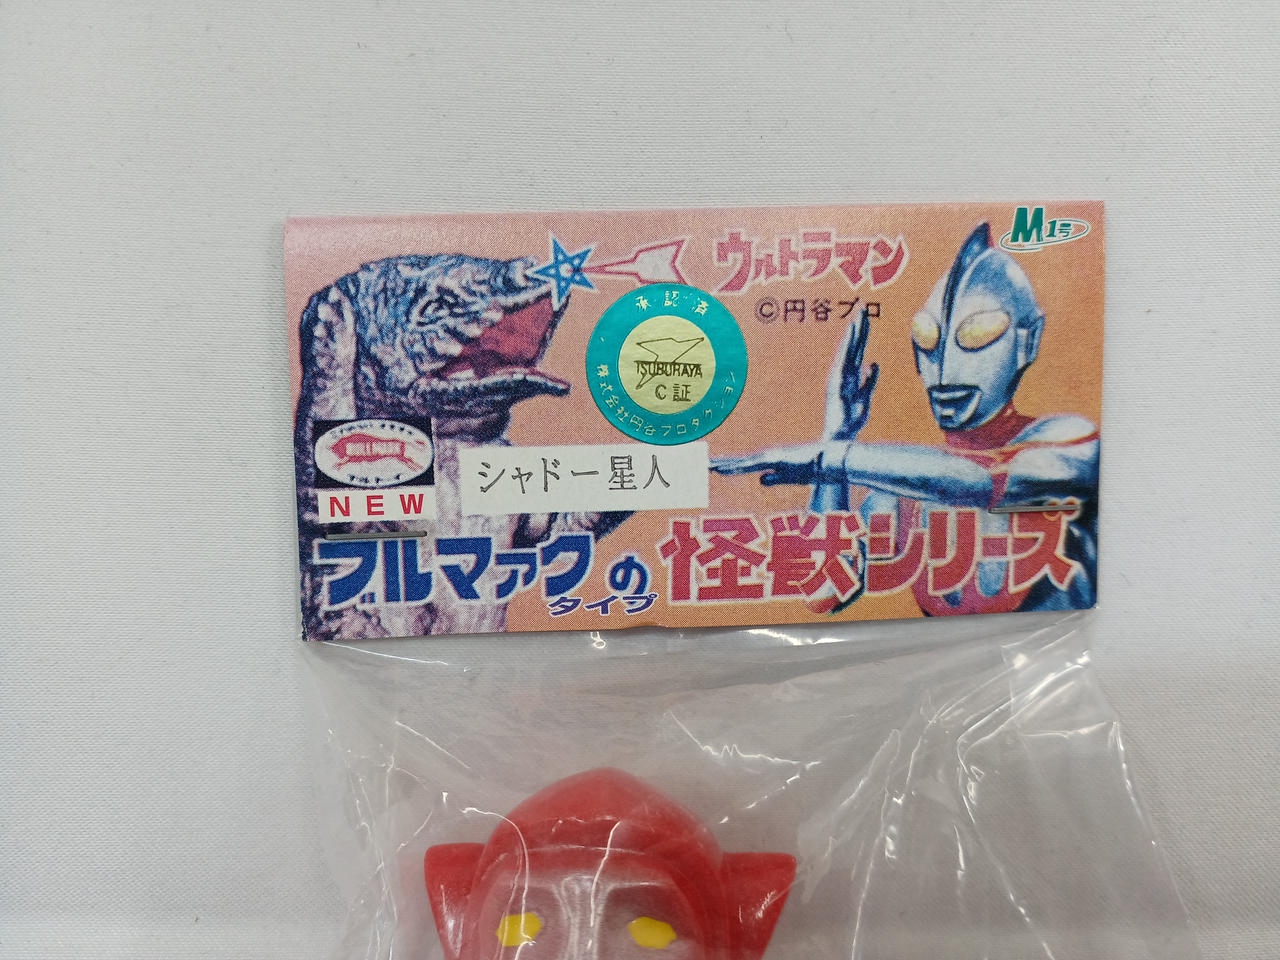 M1号
ウルトラマン
©円谷プロ
承認済
TSUBURAYA
C証
株式会社円谷プロダクション
BULLMARK
NEW
シャドー星人
ブルマァクの怪獣シリーズ
タイプ